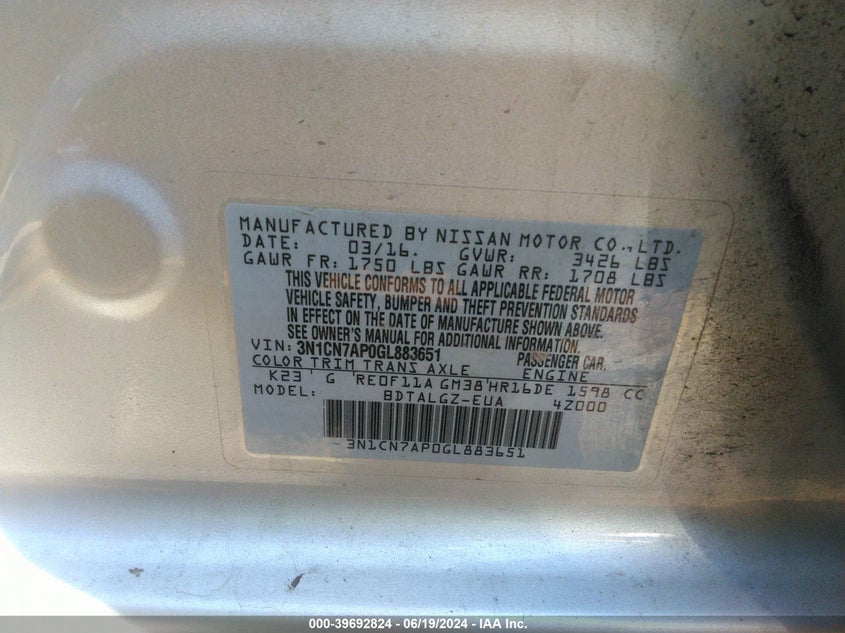 MANUFACTURED BY NISSAN MOTOR CO., LTD.
DATE: 03/16. GVWR: 3426 LBS
GAWR FR: 1750 LBS GAWR RR: 1708 LBS
THIS VEHICLE CONFORMS TO ALL APPLICABLE FEDERAL MOTOR
VEHICLE SAFETY, BUMPER AND THEFT PREVENTION STANDARDS
IN EFFECT ON THE DATE OF MANUFACTURE SHOWN ABOVE.
SEE OWNER'S MANUAL FOR ADDITIONAL INFORMATION.
VIN: 3N1CN7AP0GL883651 PASSENGER CAR.
COLOR TRIM TRANS AXLE ENGINE
K23 ' G 'RE0F11A GM38'HR16DE 1598 CC
MODEL: BDTALGZ-EUA 4Z000
-3N1CN7AP0GL883651
000-39692824 - 06/19/2024 - IAA Inc.